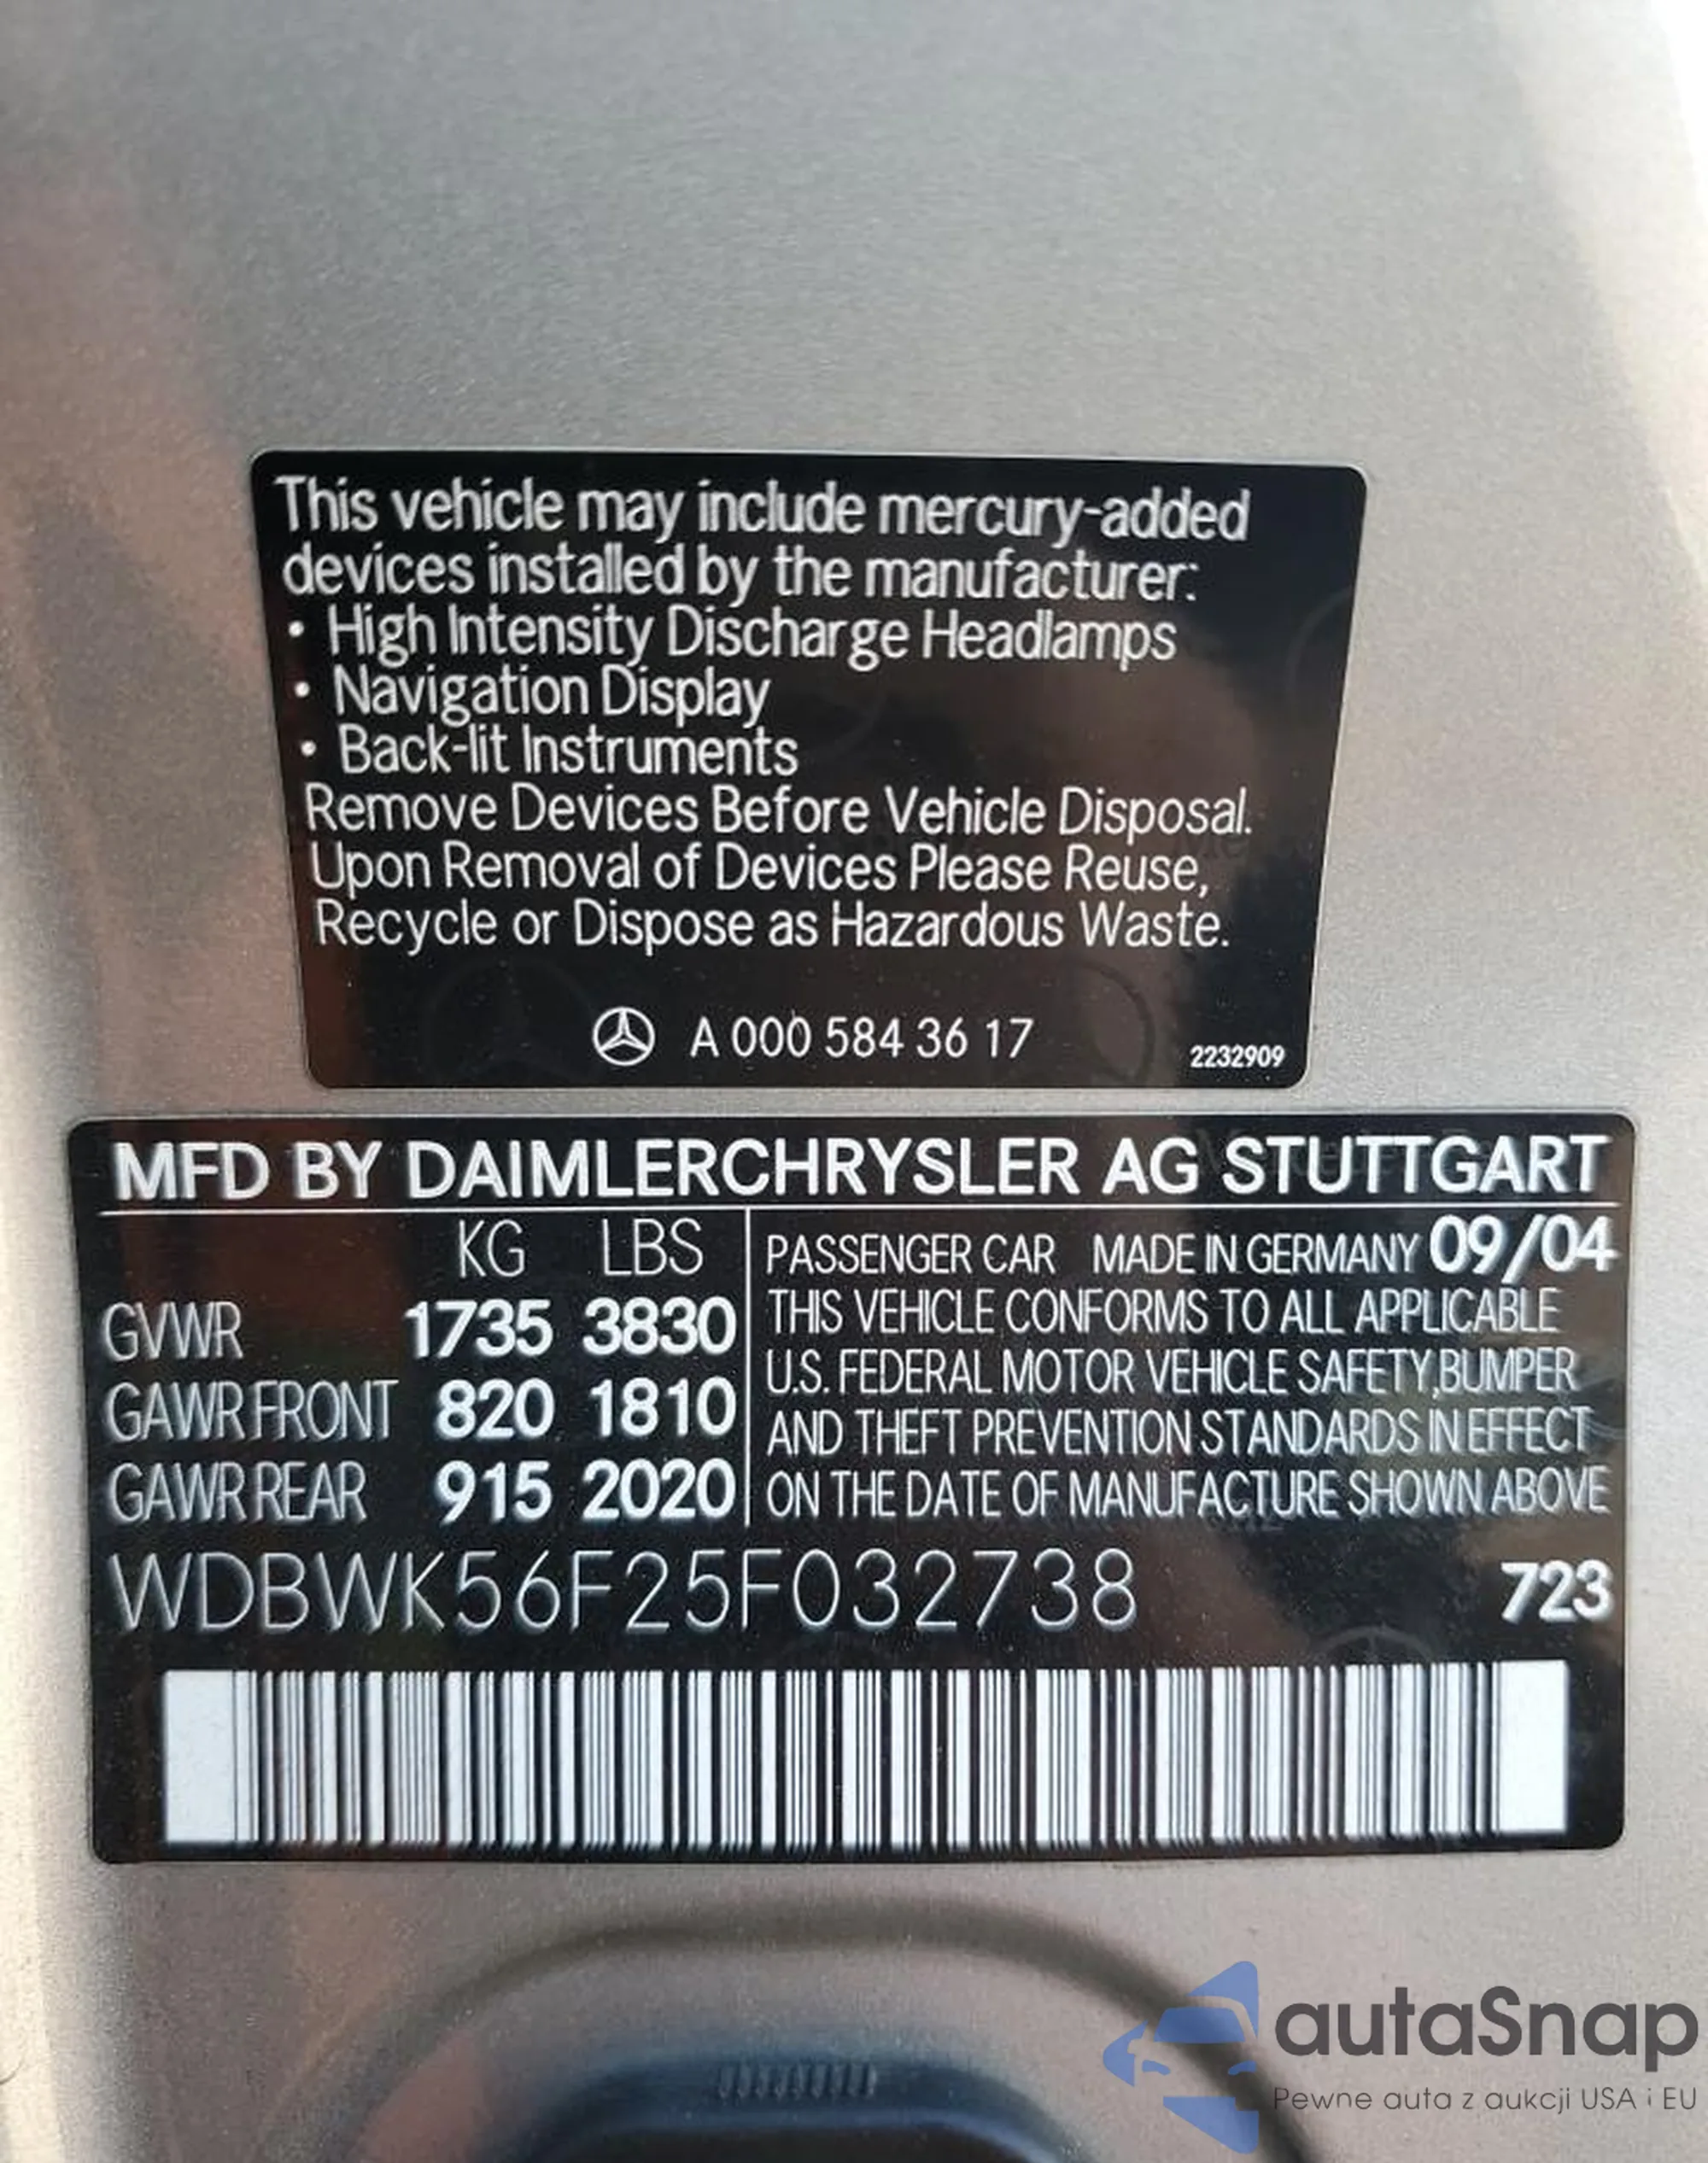 This vehicle may include mercury-added
devices installed by the manufacturer:
• High Intensity Discharge Headlamps
• Navigation Display
• Back-lit Instruments
Remove Devices Before Vehicle Disposal.
Upon Removal of Devices Please Reuse,
Recycle or Dispose as Hazardous Waste.
A 000 584 36 17
2232909
MFD BY DAIMLERCHRYSLER AG STUTTGART
KG LBS
GVWR 1735 3830
GAWR FRONT 820 1810
GAWR REAR 915 2020
PASSENGER CAR MADE IN GERMANY 09/04
THIS VEHICLE CONFORMS TO ALL APPLICABLE
U.S. FEDERAL MOTOR VEHICLE SAFETY, BUMPER
AND THEFT PREVENTION STANDARDS IN EFFECT
ON THE DATE OF MANUFACTURE SHOWN ABOVE
WDBWK56F25F032738 723
autaSnap
Pewne auta z aukcji USA i EU